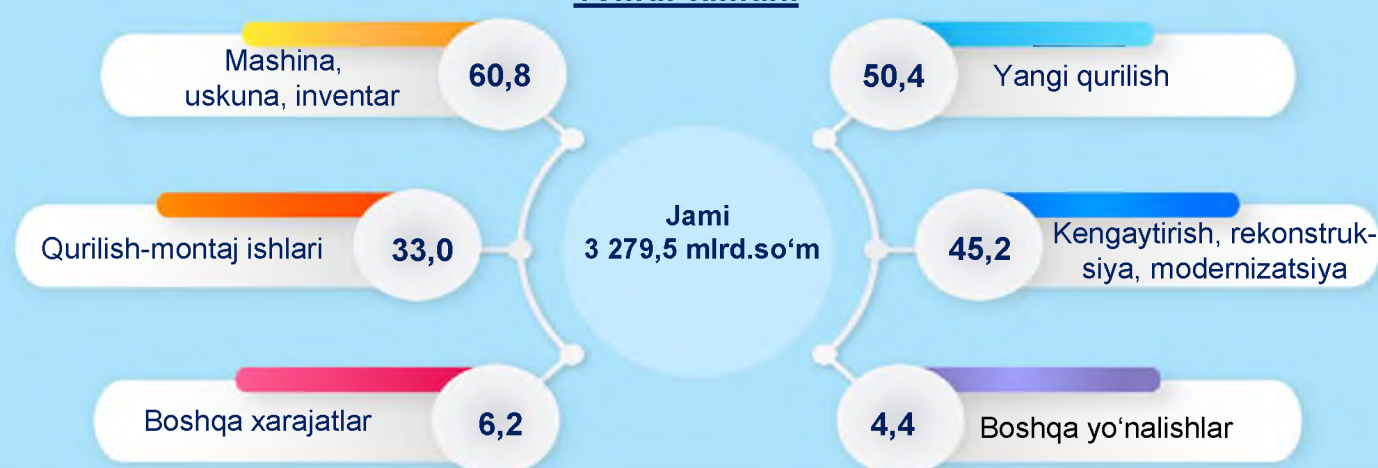 Mashina,
uskuna, inventar
60,8
50,4
Yangi qurilish
Qurilish-montaj ishlari
33,0
Jami
3 279,5 mlrd.so‘m
45,2
Kengaytirish, rekonstruk-
siya, modernizatsiya
Boshqa xarajatlar
6,2
4,4
Boshqa yo‘nalishlar